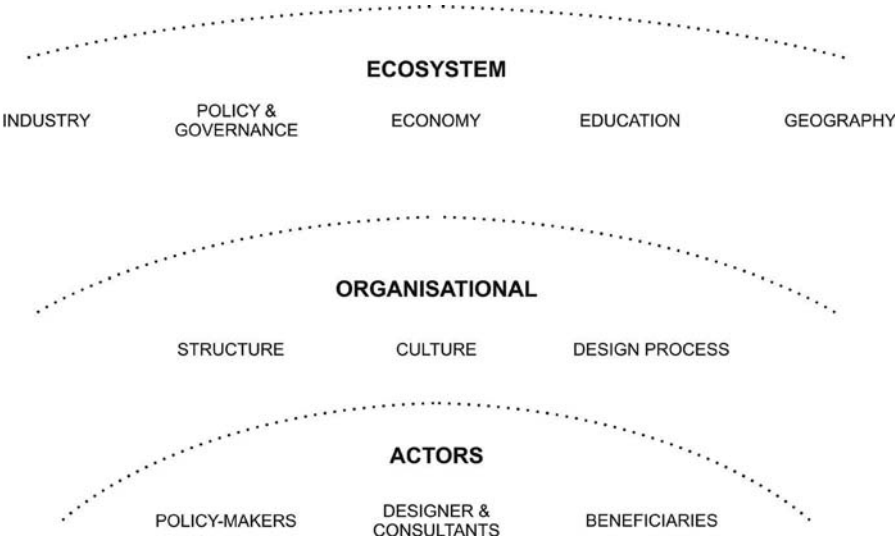 ECOSYSTEM
INDUSTRY
POLICY &
GOVERNANCE
ECONOMY
EDUCATION
GEOGRAPHY
ORGANISATIONAL
STRUCTURE
CULTURE
DESIGN PROCESS
ACTORS
POLICY-MAKERS
DESIGNER &
CONSULTANTS
BENEFICIARIES